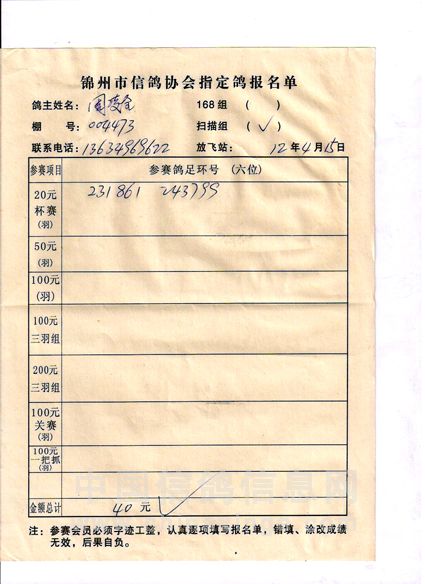 锦州市信鸽协会指定鸽报名单
鸽主姓名：周 168组 （ ）
棚 号：004473 扫描组 （✓）
联系电话：13634969622 放飞站： 12年4月15日
参赛项目 参赛鸽足环号 （六位）
20元 231861 243799
杯赛
（羽）
50元
（羽）
100元
（羽）
100元
三羽组
200元
三羽组
100元
关赛
（羽）
100元
一把抓
（羽）
中国信鸽信息网
金额总计 40 元 ✓
注：参赛会员必须字迹工整，认真逐项填写报名单，错填、涂改成绩
无效，后果自负。